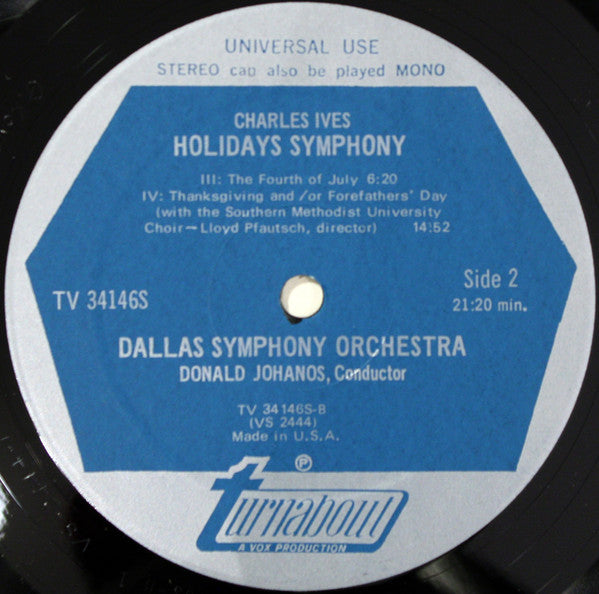 UNIVERSAL USE
STEREO can also be played MONO
CHARLES IVES
HOLIDAYS SYMPHONY
III: The Fourth of July 6:20
IV: Thanksgiving and/or Forefathers' Day
(with the Southern Methodist University
Choir—Lloyd Pfautsch, director) 14:52
TV 34146S
Side 2
21:20 min.
DALLAS SYMPHONY ORCHESTRA
DONALD JOHANOS, Conductor
TV 34146S-B
(VS 2444)
Made in U.S.A.
Ⓟ
turnabout
A VOX PRODUCTION